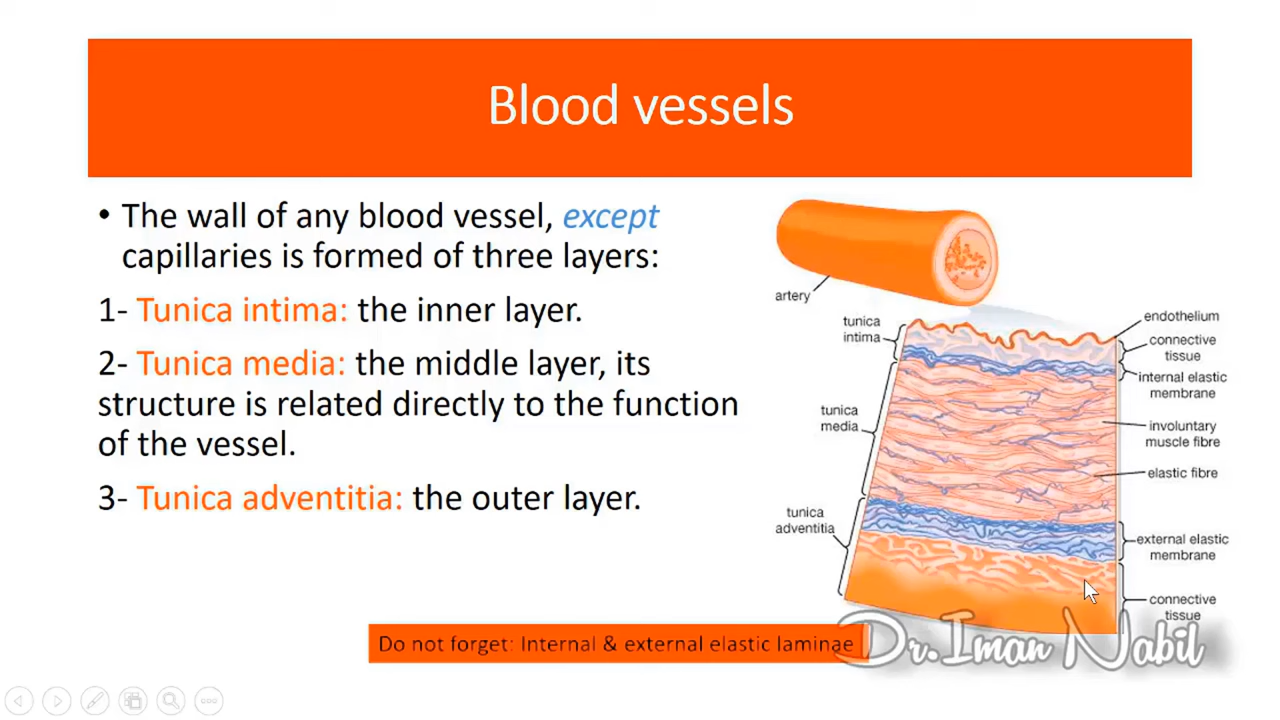 Blood vessels
• The wall of any blood vessel, except
capillaries is formed of three layers:
1- Tunica intima: the inner layer.
2- Tunica media: the middle layer, its
structure is related directly to the function
of the vessel.
3- Tunica adventitia: the outer layer.
artery
tunica
intima
tunica
media
tunica
adventitia
endothelium
connective
tissue
internal elastic
membrane
involuntary
muscle fibre
elastic fibre
external elastic
membrane
connective
tissue
Do not forget: Internal & external elastic laminae
Dr.Iman Nabil